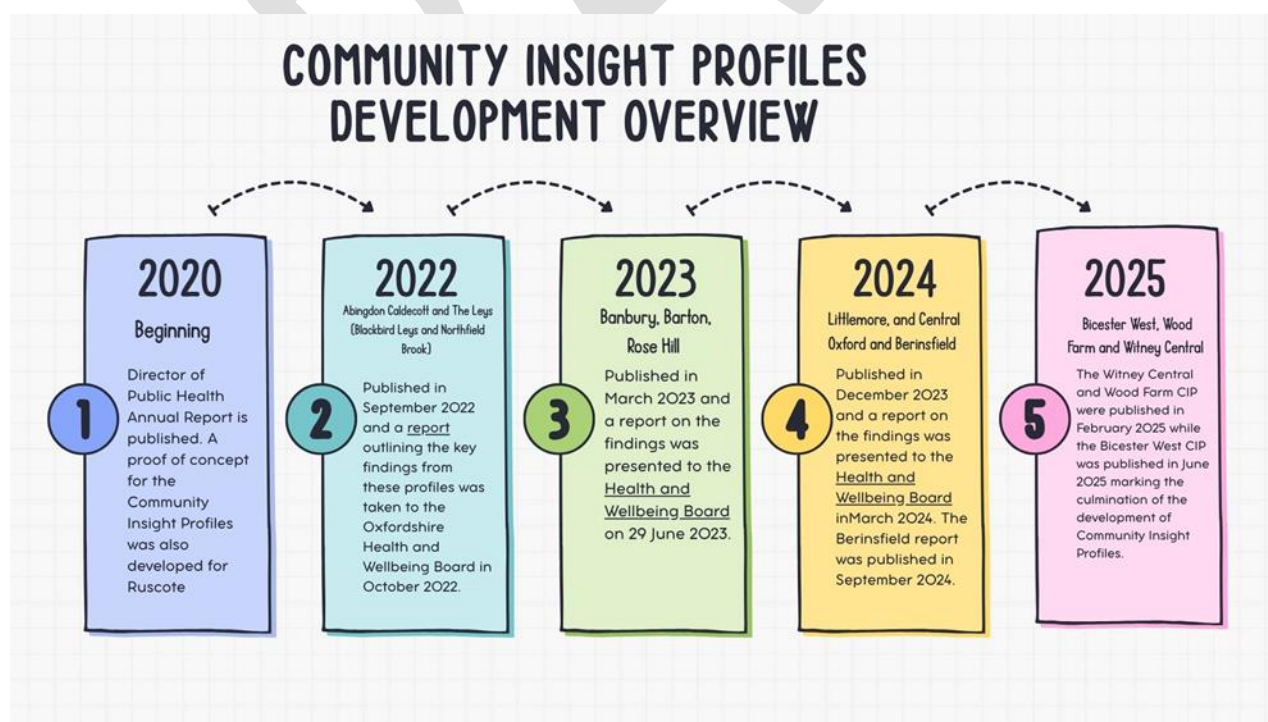 COMMUNITY INSIGHT PROFILES
DEVELOPMENT OVERVIEW
1
2020
Beginning
Director of
Public Health
Annual Report is
published. A
proof of concept
for the
Community
Insight Profiles
was also
developed for
Ruscote
2
2022
Abingdon Caldecott and The Leys
(Blackbird Leys and Northfield
Brook)
Published in
September 2022
and a report
outlining the key
findings from
these profiles was
taken to the
Oxfordshire
Health and
Wellbeing Board in
October 2022.
3
2023
Banbury, Barton,
Rose Hill
Published in
March 2023 and
a report on the
findings was
presented to the
Health and
Wellbeing Board
on 29 June 2023.
4
2024
Littlemore, and Central
Oxford and Berinsfield
Published in
December 2023
and a report on
the findings was
presented to the
Health and
Wellbeing Board
inMarch 2024. The
Berinsfield report
was published in
September 2024.
5
2025
Bicester West, Wood
Farm and Witney Central
The Witney Central
and Wood Farm CIP
were published in
February 2025 while
the Bicester West CIP
was published in June
2025 marking the
culmination of the
development of
Community Insight
Profiles.